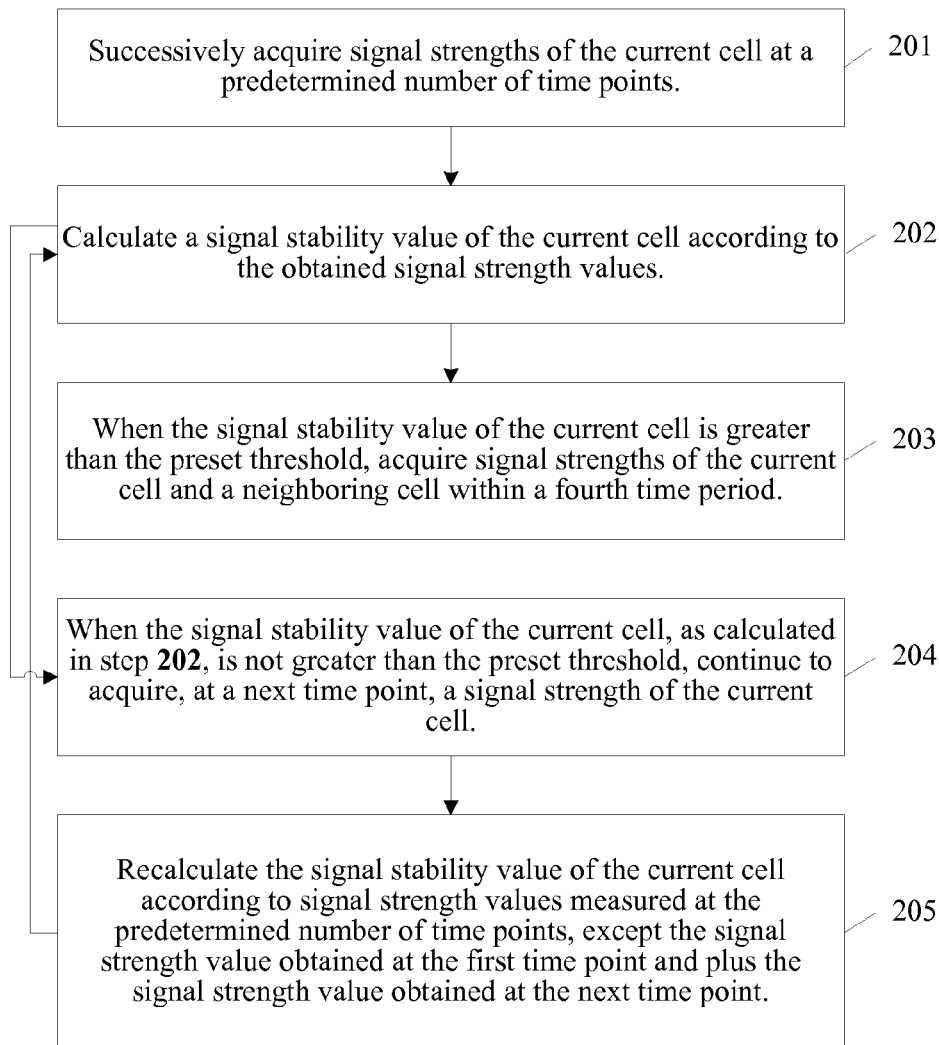 Successively acquire signal strengths of the current cell at a
predetermined number of time points.
201
Calculate a signal stability value of the current cell according to
the obtained signal strength values.
202
When the signal stability value of the current cell is greater
than the preset threshold, acquire signal strengths of the current
cell and a neighboring cell within a fourth time period.
203
When the signal stability value of the current cell, as calculated
in step 202, is not greater than the preset threshold, continue to
acquire, at a next time point, a signal strength of the current
cell.
204
Recalculate the signal stability value of the current cell
according to signal strength values measured at the
predetermined number of time points, except the signal
strength value obtained at the first time point and plus the
signal strength value obtained at the next time point.
205